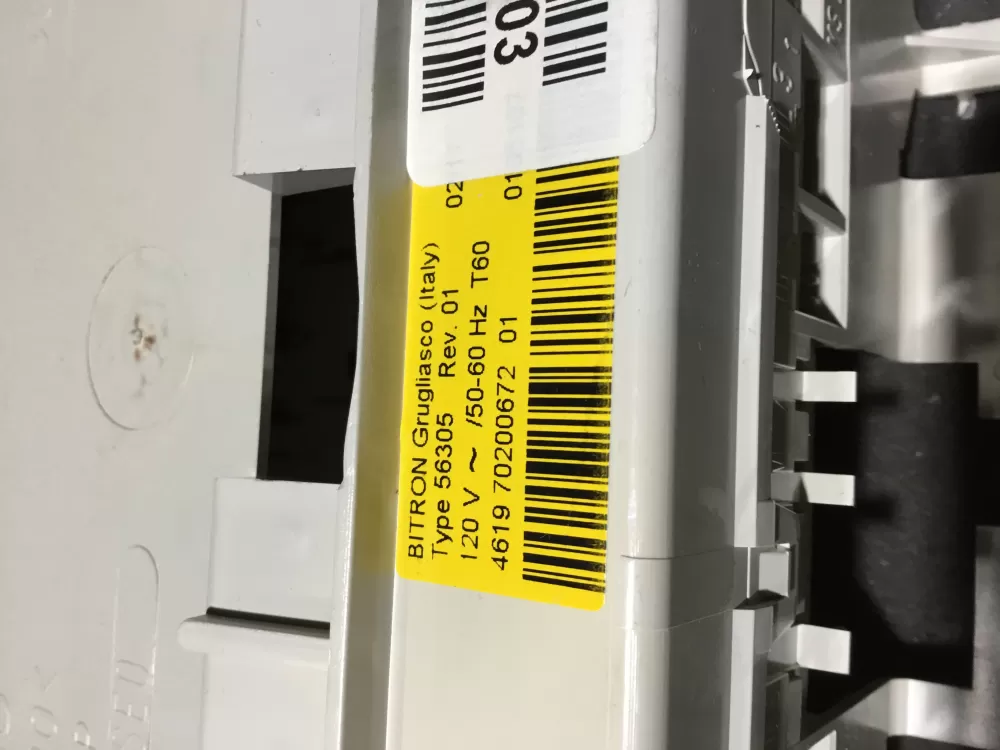 03
BITRON Grugliasco (Italy)
Type 56305 Rev. 01 02
120 V ~ /50-60 Hz T60
4619 70200672 01 01